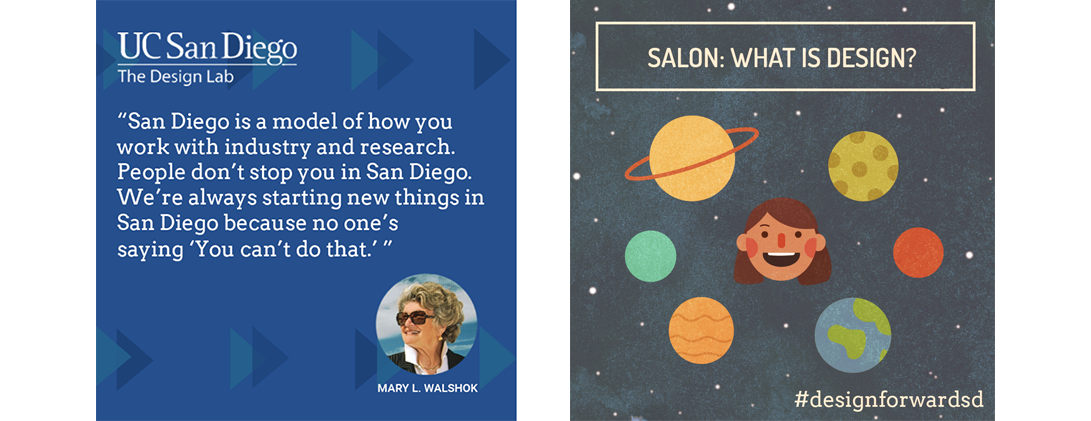 UC San Diego
The Design Lab
“San Diego is a model of how you
work with industry and research.
People don’t stop you in San Diego.
We’re always starting new things in
San Diego because no one’s
saying ‘You can’t do that.’ ”
MARY L. WALSHOK
SALON: WHAT IS DESIGN?
#designforwardsd